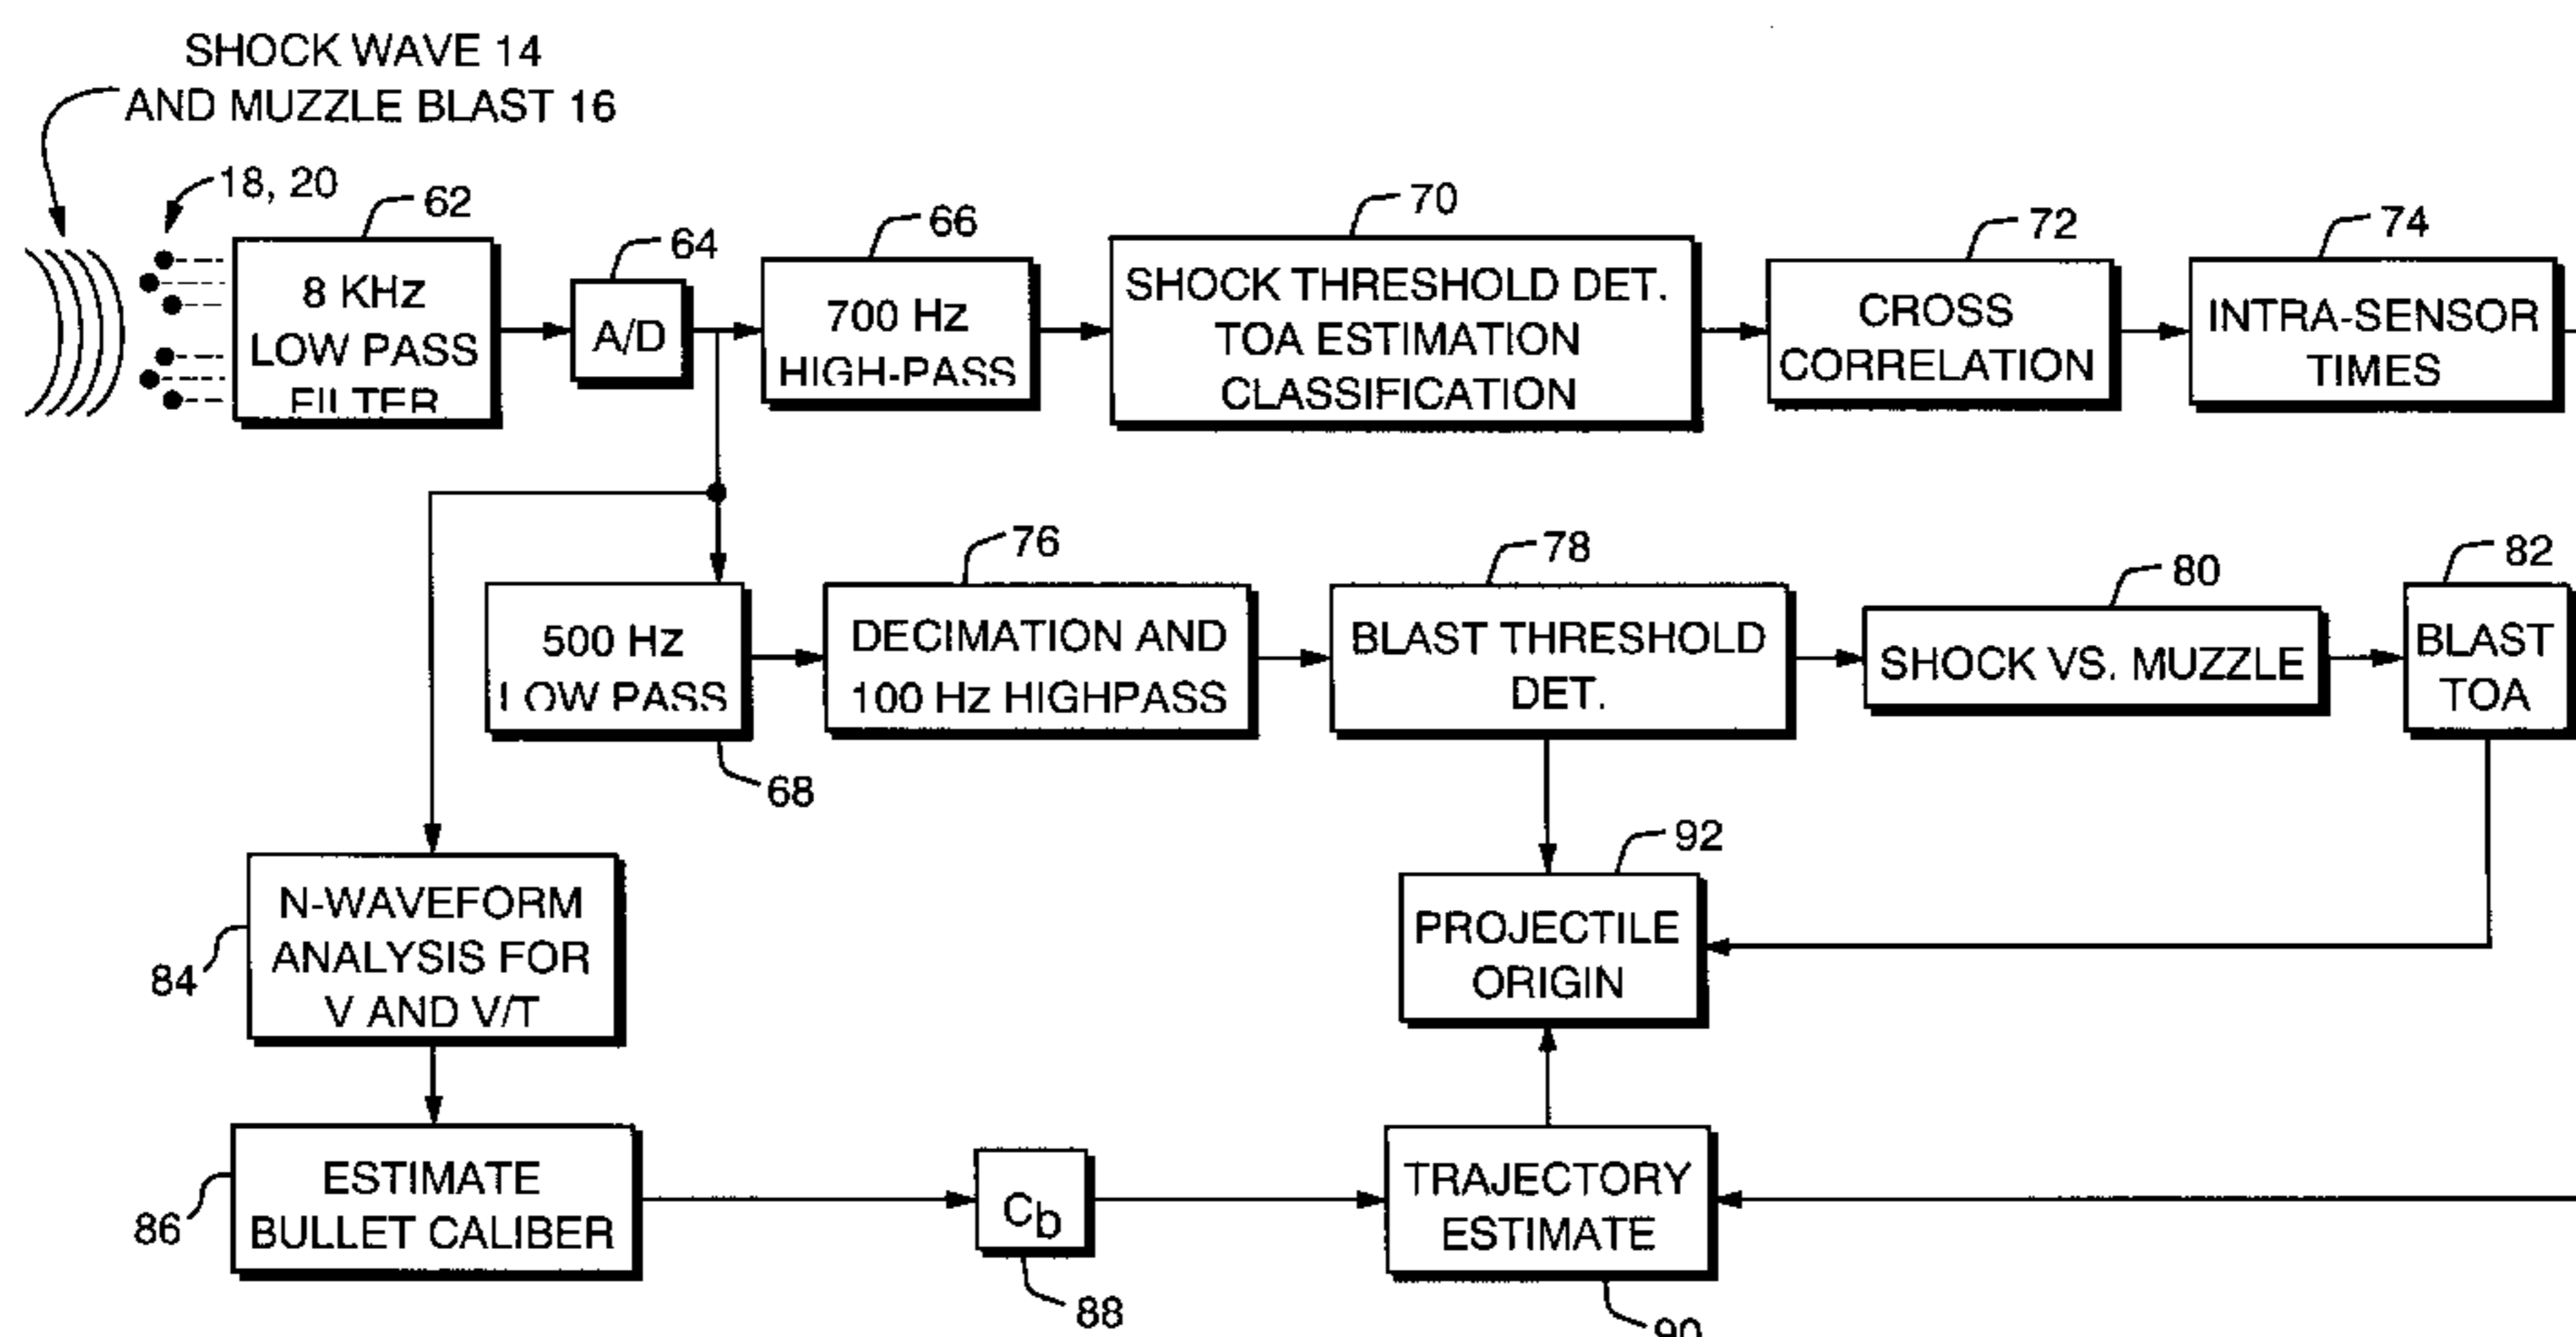 SHOCK WAVE 14
AND MUZZLE BLAST 16
18, 20
62
8 KHz
LOW PASS
FILTER
64
A/D
66
700 Hz
HIGH-PASS
70
SHOCK THRESHOLD DET.
TOA ESTIMATION
CLASSIFICATION
72
CROSS
CORRELATION
74
INTRA-SENSOR
TIMES
500 Hz
LOW PASS
68
76
DECIMATION AND
100 Hz HIGHPASS
78
BLAST THRESHOLD
DET.
80
SHOCK VS. MUZZLE
82
BLAST
TOA
84
N-WAVEFORM
ANALYSIS FOR
V AND V/T
92
PROJECTILE
ORIGIN
86
ESTIMATE
BULLET CALIBER
Cb
88
TRAJECTORY
ESTIMATE
90